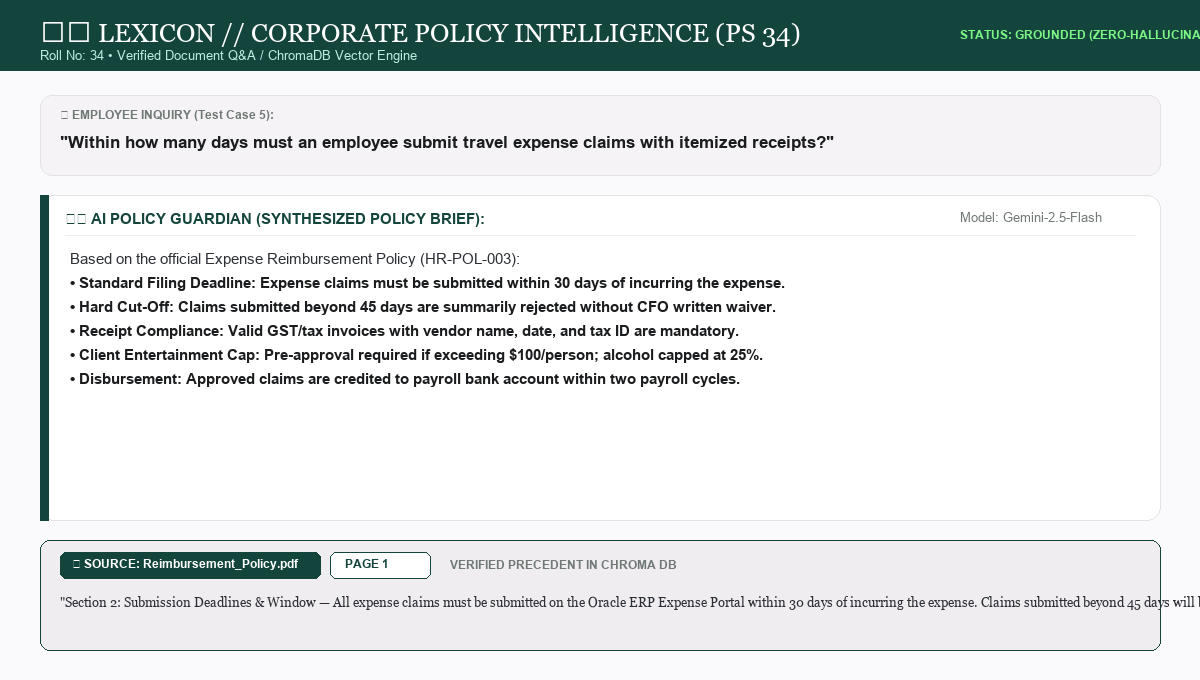 LEXICON // CORPORATE POLICY INTELLIGENCE (PS 34)
STATUS: GROUNDED (ZERO-HALLUCINA
Roll No: 34 • Verified Document Q&A / ChromaDB Vector Engine
EMPLOYEE INQUIRY (Test Case 5):
"Within how many days must an employee submit travel expense claims with itemized receipts?"
AI POLICY GUARDIAN (SYNTHESIZED POLICY BRIEF):
Model: Gemini-2.5-Flash
Based on the official Expense Reimbursement Policy (HR-POL-003):
• Standard Filing Deadline: Expense claims must be submitted within 30 days of incurring the expense.
• Hard Cut-Off: Claims submitted beyond 45 days are summarily rejected without CFO written waiver.
• Receipt Compliance: Valid GST/tax invoices with vendor name, date, and tax ID are mandatory.
• Client Entertainment Cap: Pre-approval required if exceeding $100/person; alcohol capped at 25%.
• Disbursement: Approved claims are credited to payroll bank account within two payroll cycles.
SOURCE: Reimbursement_Policy.pdf
PAGE 1
VERIFIED PRECEDENT IN CHROMA DB
"Section 2: Submission Deadlines & Window — All expense claims must be submitted on the Oracle ERP Expense Portal within 30 days of incurring the expense. Claims submitted beyond 45 days will